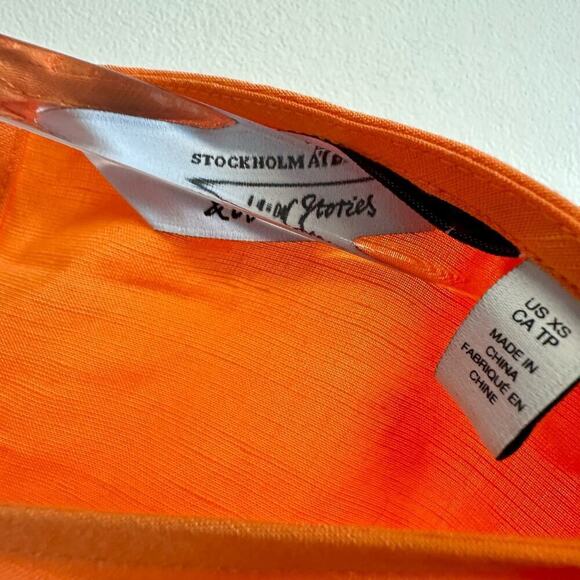 STOCKHOLM
Stories
US XS
CA TP
MADE IN
CHINA
FABRIQUÉ EN
CHINE